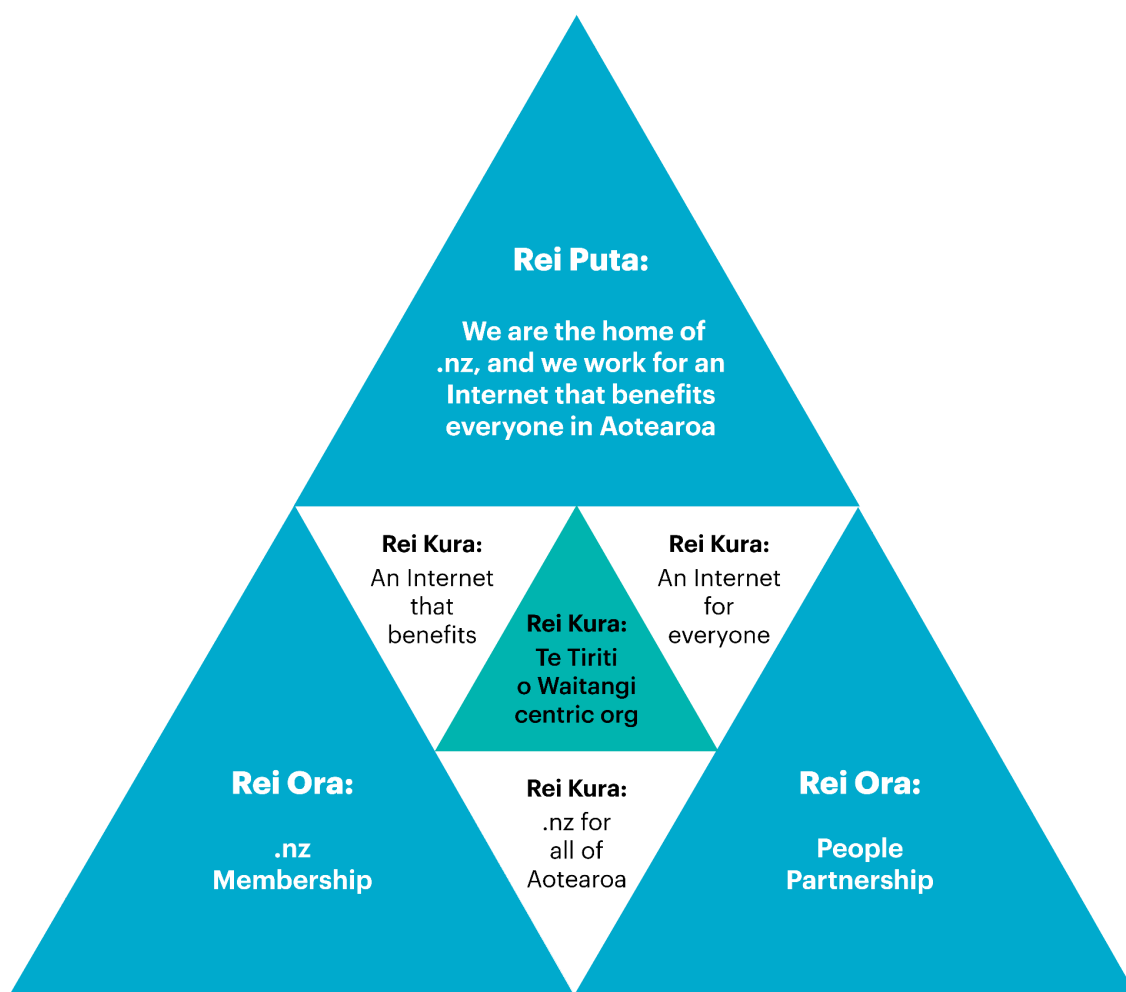 Rei Puta:
We are the home of
.nz, and we work for an
Internet that benefits
everyone in Aotearoa
Rei Kura:
An Internet
that
benefits
Rei Kura:
Te Tiriti
o Waitangi
centric org
Rei Kura:
An Internet
for
everyone
Rei Ora:
.nz
Membership
Rei Kura:
.nz for
all of
Aotearoa
Rei Ora:
People
Partnership